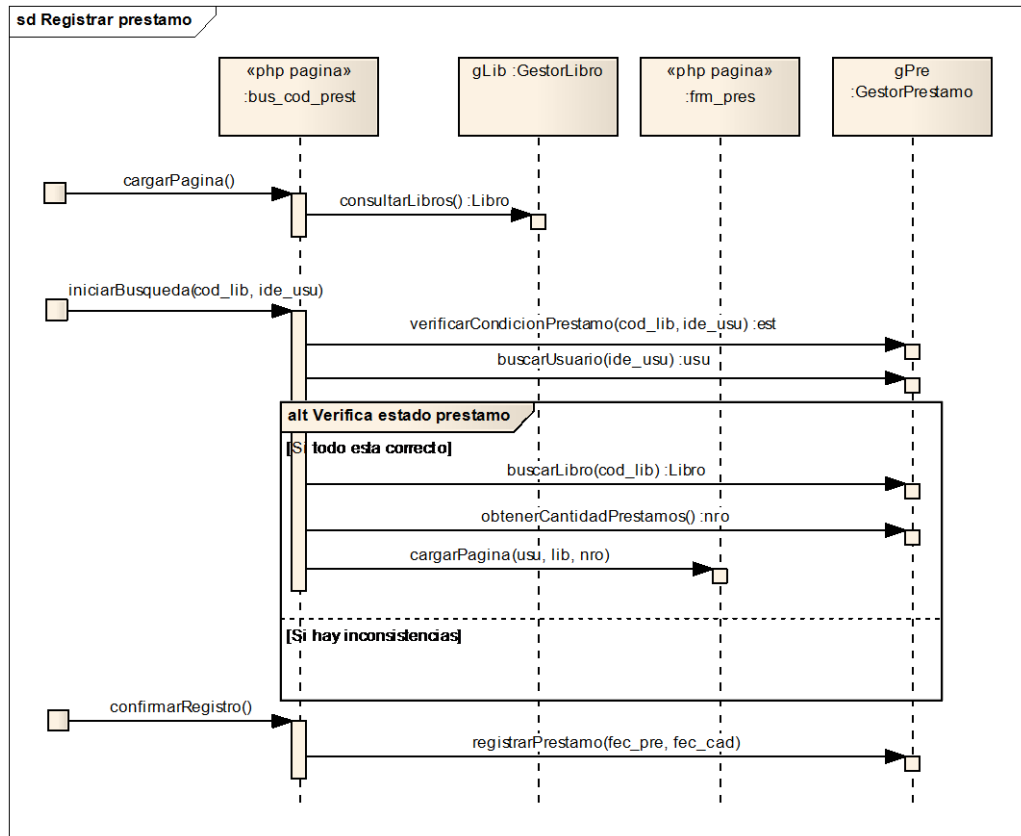 sd Registrar prestamo
«php pagina»
:bus_cod_prest
gLib :GestorLibro
«php pagina»
:frm_pres
gPre
:GestorPrestamo
cargarPagina()
consultarLibros() :Libro
iniciarBusqueda(cod_lib, ide_usu)
verificarCondicionPrestamo(cod_lib, ide_usu) :est
buscarUsuario(ide_usu) :usu
alt Verifica estado prestamo
[Si todo esta correcto]
buscarLibro(cod_lib) :Libro
obtenerCantidadPrestamos() :nro
cargarPagina(usu, lib, nro)
[Si hay inconsistencias]
confirmarRegistro()
registrarPrestamo(fec_pre, fec_cad)